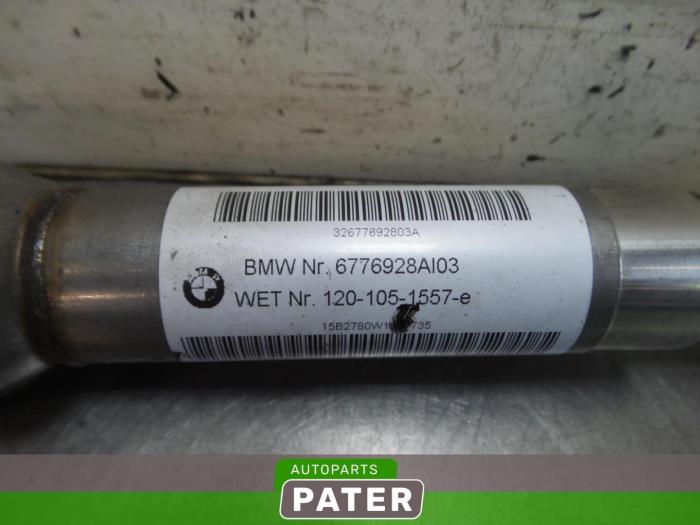 32677692803A
BMW Nr. 6776928AI03
WET Nr. 120-105-1557-e
AUTOPARTS
PATER